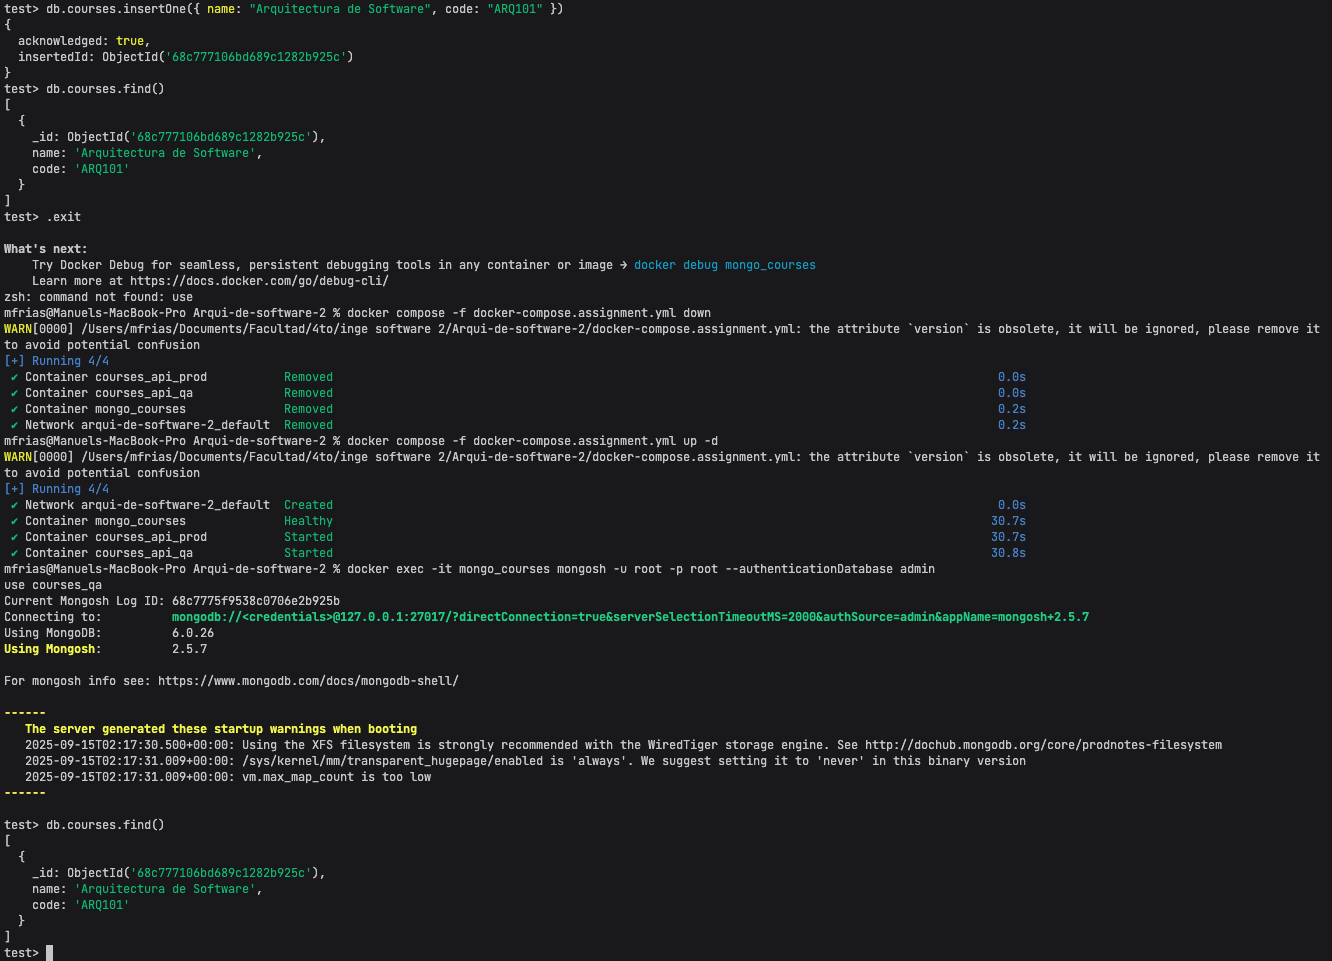 test> db.courses.insertOne({ name: "Arquitectura de Software", code: "ARQ101" })
{
  acknowledged: true,
  insertedId: ObjectId('68c777106bd689c1282b925c')
}
test> db.courses.find()
[
  {
    _id: ObjectId('68c777106bd689c1282b925c'),
    name: 'Arquitectura de Software',
    code: 'ARQ101'
  }
]
test> .exit

What's next:
    Try Docker Debug for seamless, persistent debugging tools in any container or image → docker debug mongo_courses
    Learn more at https://docs.docker.com/go/debug-cli/
zsh: command not found: use
mfrias@Manuels-MacBook-Pro Arqui-de-software-2 % docker compose -f docker-compose.assignment.yml down
WARN[0000] /Users/mfrias/Documents/Facultad/4to/inge software 2/Arqui-de-software-2/docker-compose.assignment.yml: the attribute `version` is obsolete, it will be ignored, please remove it
to avoid potential confusion
[+] Running 4/4
 ✔ Container courses_api_prod           Removed                                                                                               0.0s
 ✔ Container courses_api_qa             Removed                                                                                               0.0s
 ✔ Container mongo_courses              Removed                                                                                               0.2s
 ✔ Network arqui-de-software-2_default  Removed                                                                                               0.2s
mfrias@Manuels-MacBook-Pro Arqui-de-software-2 % docker compose -f docker-compose.assignment.yml up -d
WARN[0000] /Users/mfrias/Documents/Facultad/4to/inge software 2/Arqui-de-software-2/docker-compose.assignment.yml: the attribute `version` is obsolete, it will be ignored, please remove it
to avoid potential confusion
[+] Running 4/4
 ✔ Network arqui-de-software-2_default  Created                                                                                               0.0s
 ✔ Container mongo_courses              Healthy                                                                                              30.7s
 ✔ Container courses_api_prod           Started                                                                                              30.7s
 ✔ Container courses_api_qa             Started                                                                                              30.8s
mfrias@Manuels-MacBook-Pro Arqui-de-software-2 % docker exec -it mongo_courses mongosh -u root -p root --authenticationDatabase admin
use courses_qa
Current Mongosh Log ID: 68c7775f9538c0706e2b925b
Connecting to:          mongodb://<credentials>@127.0.0.1:27017/?directConnection=true&serverSelectionTimeoutMS=2000&authSource=admin&appName=mongosh+2.5.7
Using MongoDB:          6.0.26
Using Mongosh:          2.5.7

For mongosh info see: https://www.mongodb.com/docs/mongodb-shell/

------
   The server generated these startup warnings when booting
   2025-09-15T02:17:30.500+00:00: Using the XFS filesystem is strongly recommended with the WiredTiger storage engine. See http://dochub.mongodb.org/core/prodnotes-filesystem
   2025-09-15T02:17:31.009+00:00: /sys/kernel/mm/transparent_hugepage/enabled is 'always'. We suggest setting it to 'never' in this binary version
   2025-09-15T02:17:31.009+00:00: vm.max_map_count is too low
------

test> db.courses.find()
[
  {
    _id: ObjectId('68c777106bd689c1282b925c'),
    name: 'Arquitectura de Software',
    code: 'ARQ101'
  }
]
test>